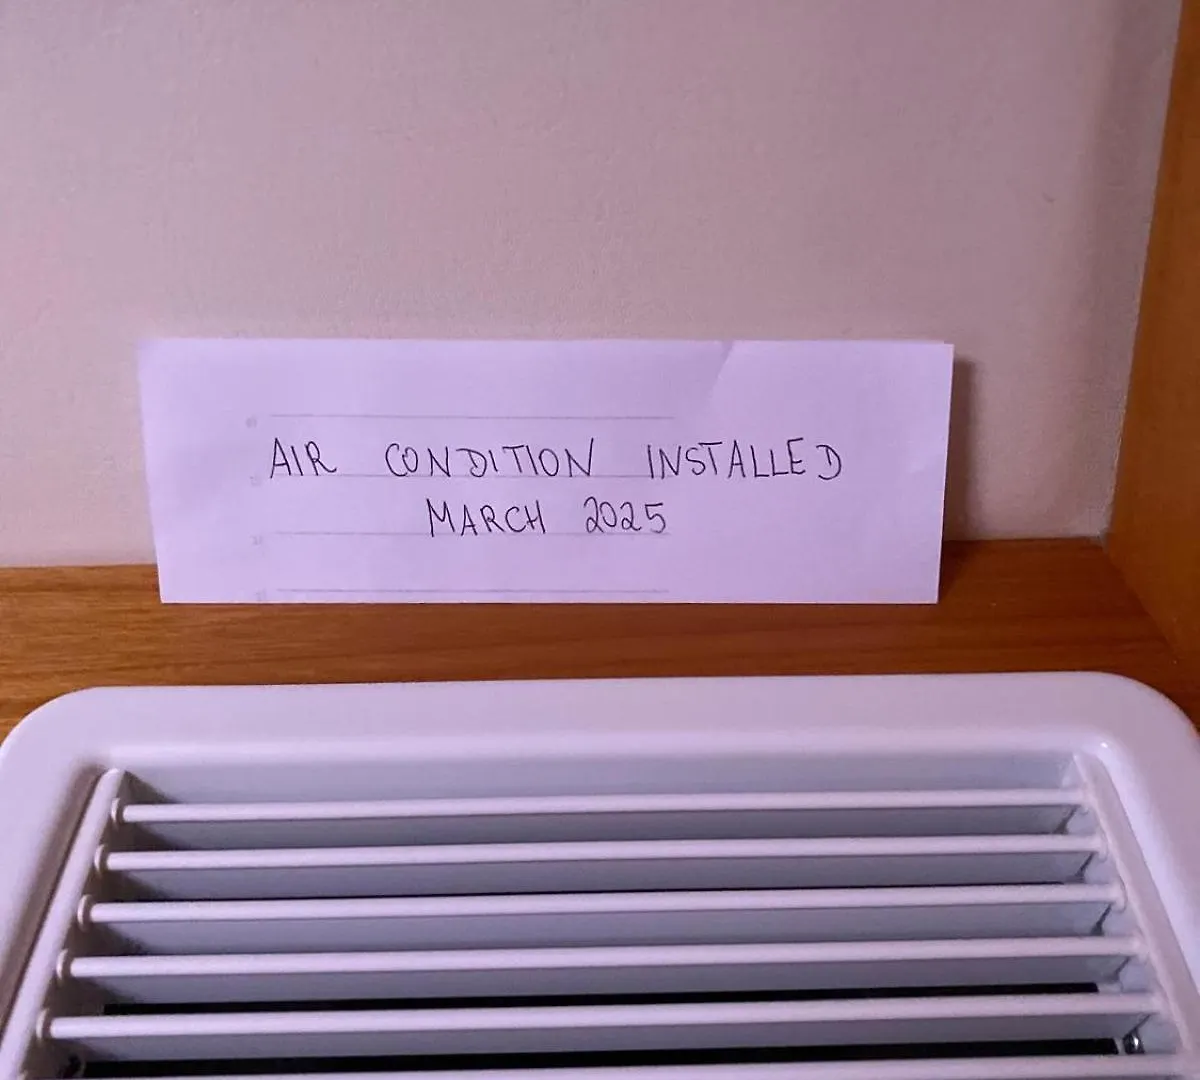 AIR CONDITION INSTALLED
MARCH 2025